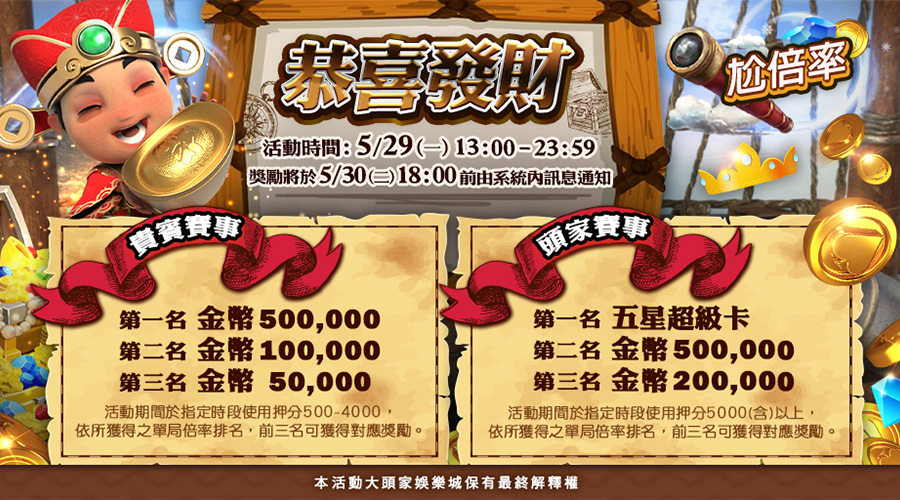 恭喜發財
尬倍率
活動時間：5/29(一) 13:00-23:59
獎勵將於5/30(二)18:00前由系統內訊息通知
貴賓賽事
第一名 金幣 500,000
第二名 金幣 100,000
第三名 金幣 50,000
活動期間於指定時段使用押分500-4000，
依所獲得之單局倍率排名，前三名可獲得對應獎勵。
頭家賽事
第一名 五星超級卡
第二名 金幣 500,000
第三名 金幣 200,000
活動期間於指定時段使用押分5000(含)以上，
依所獲得之單局倍率排名，前三名可獲得對應獎勵。
本活動大頭家娛樂城保有最終解釋權